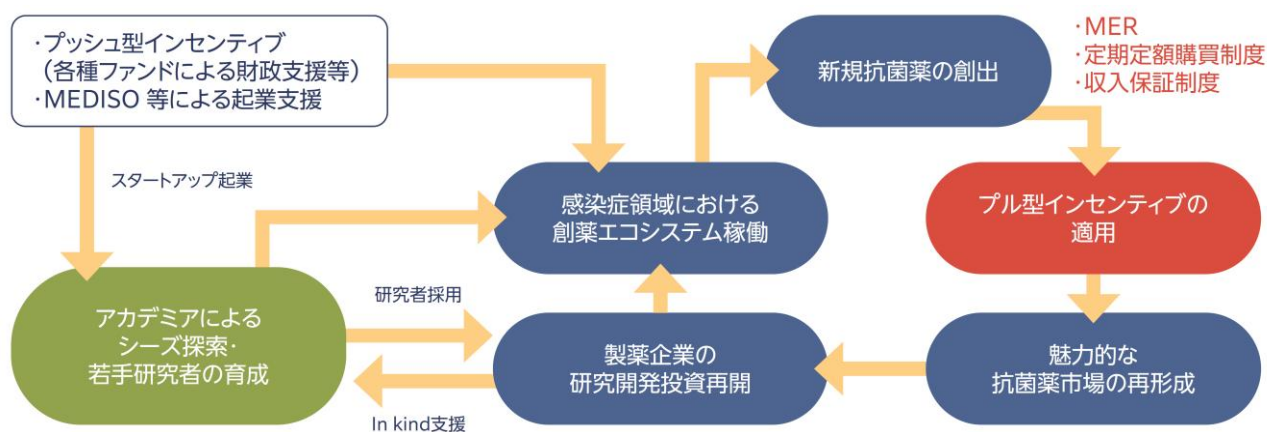 ・プッシュ型インセンティブ
（各種ファンドによる財政支援等）
・MEDISO 等による起業支援
新規抗菌薬の創出
・MER
・定期定額購買制度
・収入保証制度
スタートアップ起業
感染症領域における
創薬エコシステム稼働
プル型インセンティブの
適用
アカデミアによる
シーズ探索・
若手研究者の育成
研究者採用
In kind支援
製薬企業の
研究開発投資再開
魅力的な
抗菌薬市場の再形成